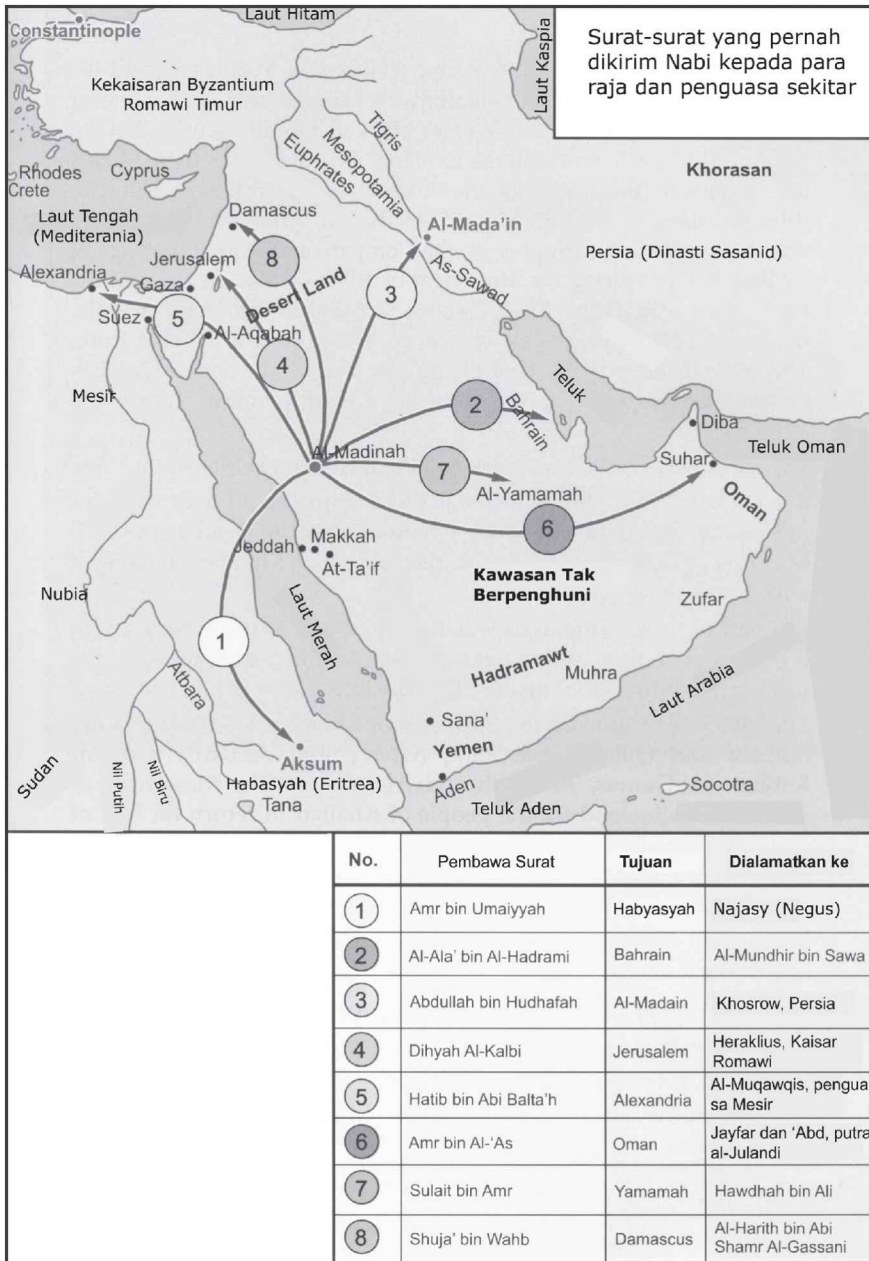 Surat-surat yang pernah
dikirim Nabi kepada para
raja dan penguasa sekitar
Laut Hitam
Constantinople
Laut Kaspia
Kekaisaran Byzantium
Romawi Timur
Tigris
Mesopotamia
Euphrates
Khorasan
Rhodes
Crete
Cyprus
Laut Tengah
(Mediterania)
Damascus
Al-Mada'in
Persia (Dinasti Sasanid)
Alexandria
Jerusalem
8
As-Sawad
Gaza
3
Desert Land
Suez
5
Al-Aqabah
4
Mesir
Teluk
2
Bahrain
Diba
Teluk Oman
Al-Madinah
7
Suhar
Al-Yamamah
Oman
6
Jeddah
Makkah
At-Ta'if
Kawasan Tak
Berpenghuni
Nubia
Laut Merah
Zufar
1
Hadramawt
Muhra
Laut Arabia
Atbara
Sana'
Yemen
Aksum
Sudan
Nil Putih
Nil Biru
Habasyah (Eritrea)
Tana
Aden
Teluk Aden
Socotra
No. Pembawa Surat Tujuan Dialamatkan ke
1 Amr bin Umaiyyah Habyasyah Najasy (Negus)
2 Al-Ala' bin Al-Hadrami Bahrain Al-Mundhir bin Sawa
3 Abdullah bin Hudhafah Al-Madain Khosrow, Persia
4 Dihyah Al-Kalbi Jerusalem Heraklius, Kaisar
Romawi
5 Hatib bin Abi Balta'h Alexandria Al-Muqawqis, pengua
sa Mesir
6 Amr bin Al-'As Oman Jayfar dan 'Abd, putra
al-Julandi
7 Sulait bin Amr Yamamah Hawdhah bin Ali
8 Shuja' bin Wahb Damascus Al-Harith bin Abi
Shamr Al-Gassani